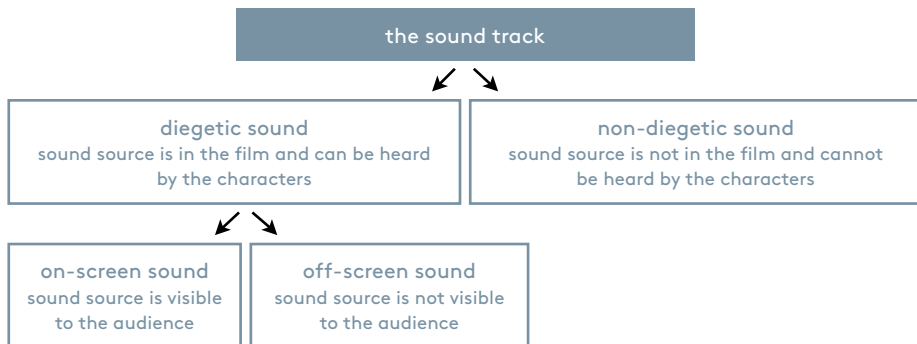 the sound track
diegetic sound
sound source is in the film and can be heard
by the characters
non-diegetic sound
sound source is not in the film and cannot
be heard by the characters
on-screen sound
sound source is visible
to the audience
off-screen sound
sound source is not visible
to the audience